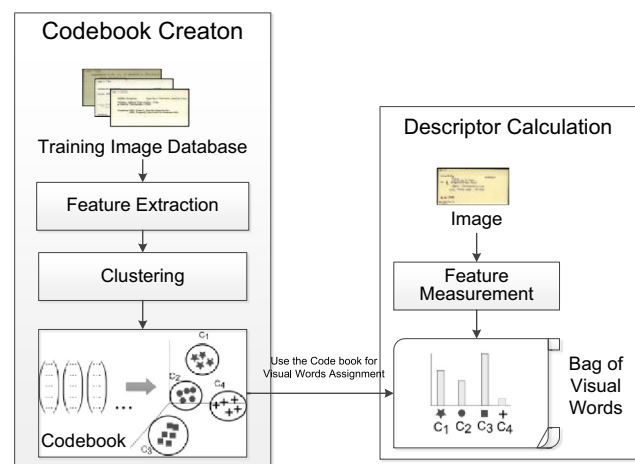 Codebook Creaton
Training Image Database
Feature Extraction
Clustering
C1
C2
C4
C3
...
Codebook
Use the Code book for
Visual Words Assignment
Descriptor Calculation
Image
Feature
Measurement
C1 C2 C3 C4
Bag of
Visual
Words